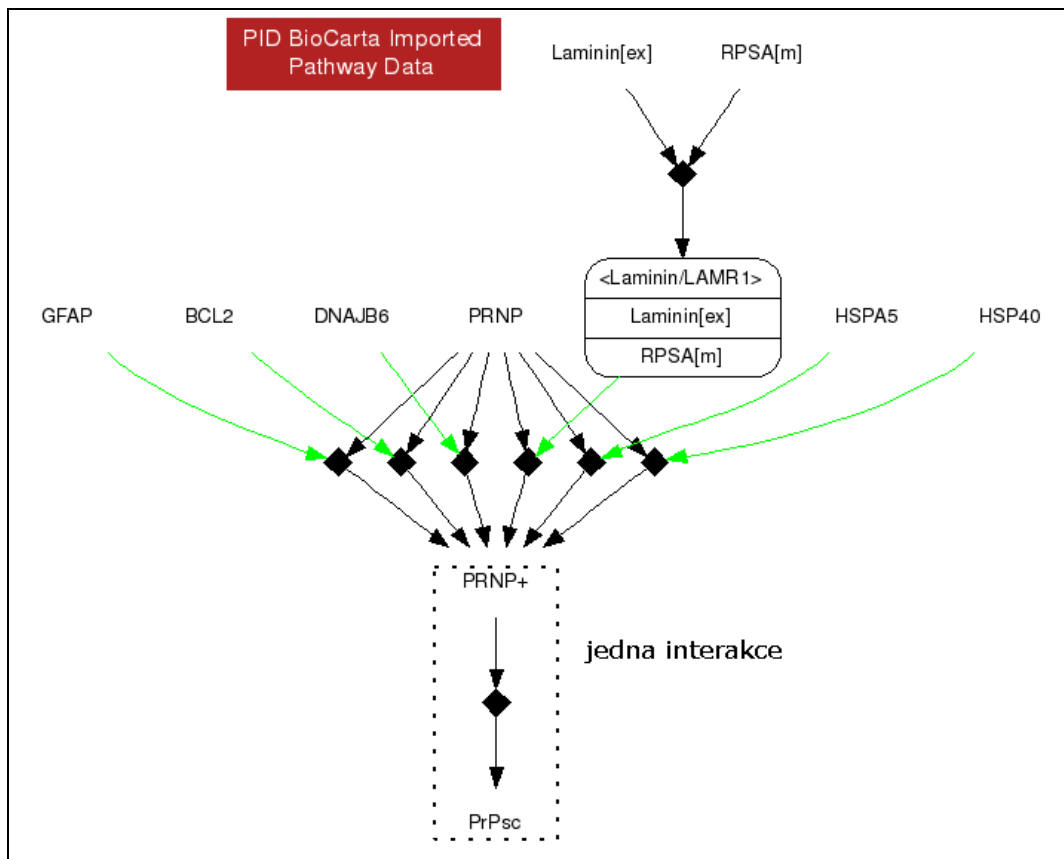 PID BioCarta Imported
Pathway Data
Laminin[ex]
RPSA[m]
<Laminin/LAMR1>
Laminin[ex]
RPSA[m]
GFAP
BCL2
DNAJB6
PRNP
HSPA5
HSP40
PRNP+
jedna interakce
PrPsc